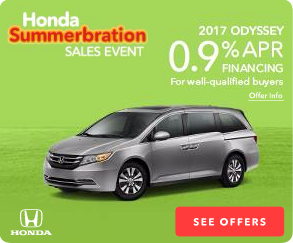 Honda
Summerbration
SALES EVENT
2017 ODYSSEY
0.9% APR
FINANCING
For well-qualified buyers
Offer Info
HONDA
SEE OFFERS